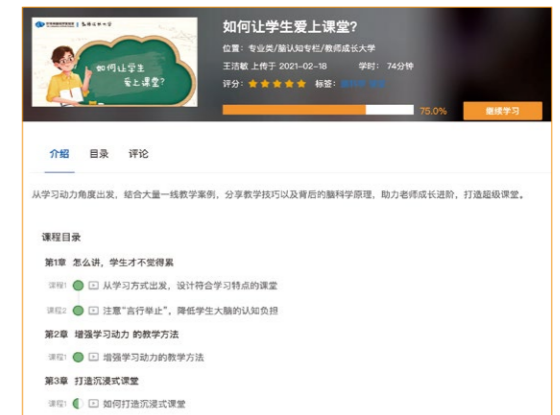 如何让学生爱上课堂?
如何让学生
爱上课堂?
位置: 专业类/脑认知专栏/教师成长大学
王洁敏 上传于 2021-02-18 学时: 74分钟
评分: 标签:
75.0% 继续学习
介绍 目录 评论
从学习动力角度出发，结合大量一线教学案例，分享教学技巧以及背后的脑科学原理，助力老师成长进阶，打造超级课堂。
课程目录
第1章 怎么讲，学生才不觉得累
课程1 从学习方式出发，设计符合学习特点的课堂
课程2 注意“言行举止”，降低学生大脑的认知负担
第2章 增强学习动力 的教学方法
课程1 增强学习动力的教学方法
第3章 打造沉浸式课堂
课程1 如何打造沉浸式课堂